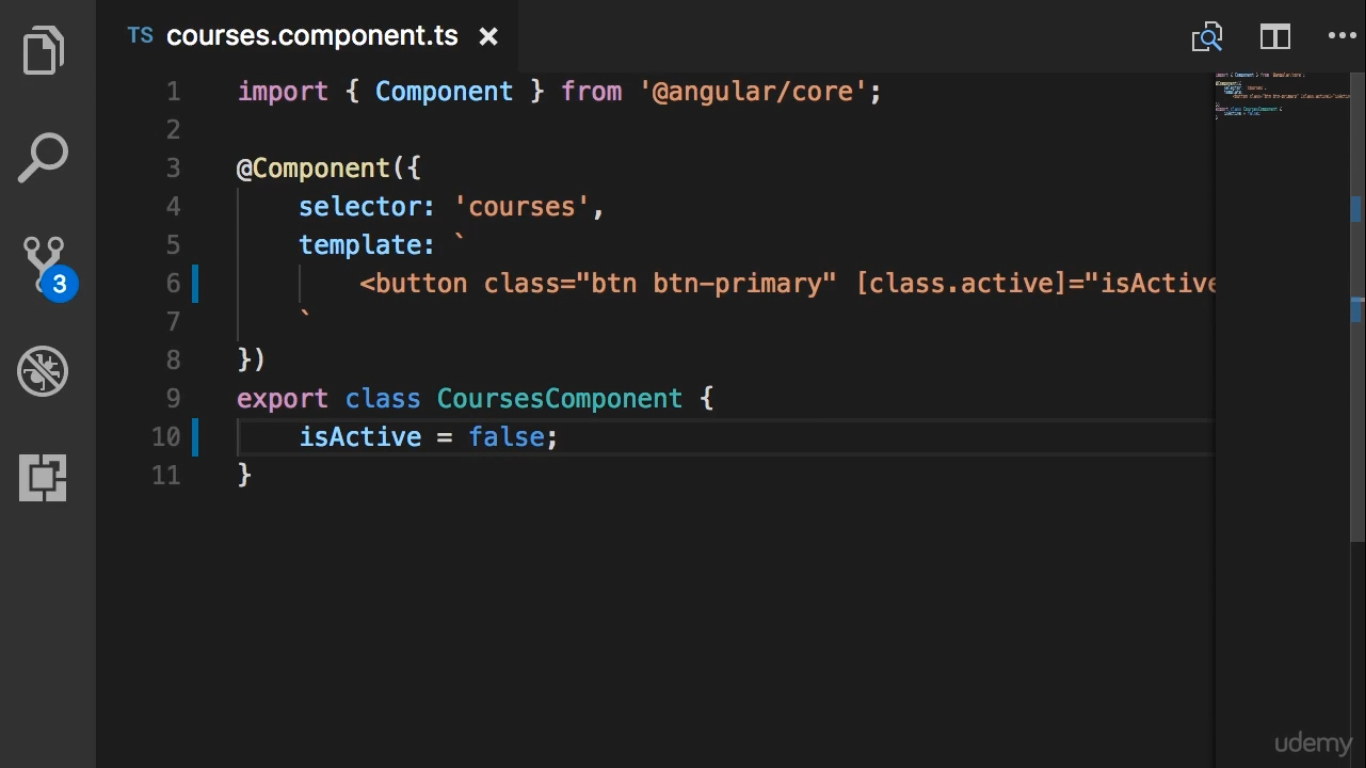 TS courses.component.ts
1 import { Component } from '@angular/core';
2
3 @Component({
4 selector: 'courses',
5 template: `
6 <button class="btn btn-primary" [class.active]="isActive
7 `
8 })
9 export class CoursesComponent {
10 isActive = false;
11 }
3
udemy